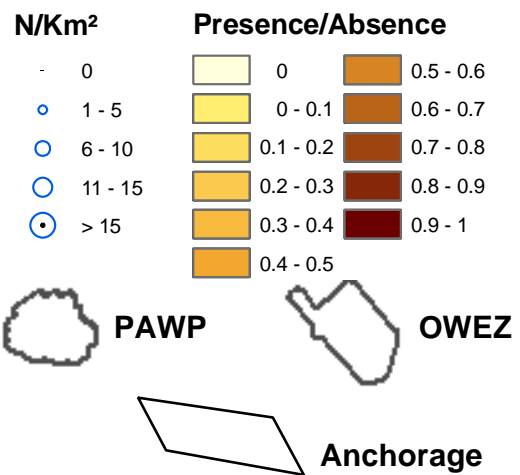 N/Km² Presence/Absence
0 0 0.5 - 0.6
1 - 5 0 - 0.1 0.6 - 0.7
6 - 10 0.1 - 0.2 0.7 - 0.8
11 - 15 0.2 - 0.3 0.8 - 0.9
> 15 0.3 - 0.4 0.9 - 1
0.4 - 0.5
PAWP OWEZ
Anchorage